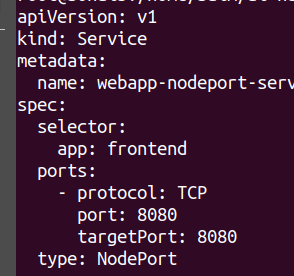 apiVersion: v1
kind: Service
metadata:
  name: webapp-nodeport-serv
spec:
  selector:
    app: frontend
  ports:
    - protocol: TCP
      port: 8080
      targetPort: 8080
  type: NodePort